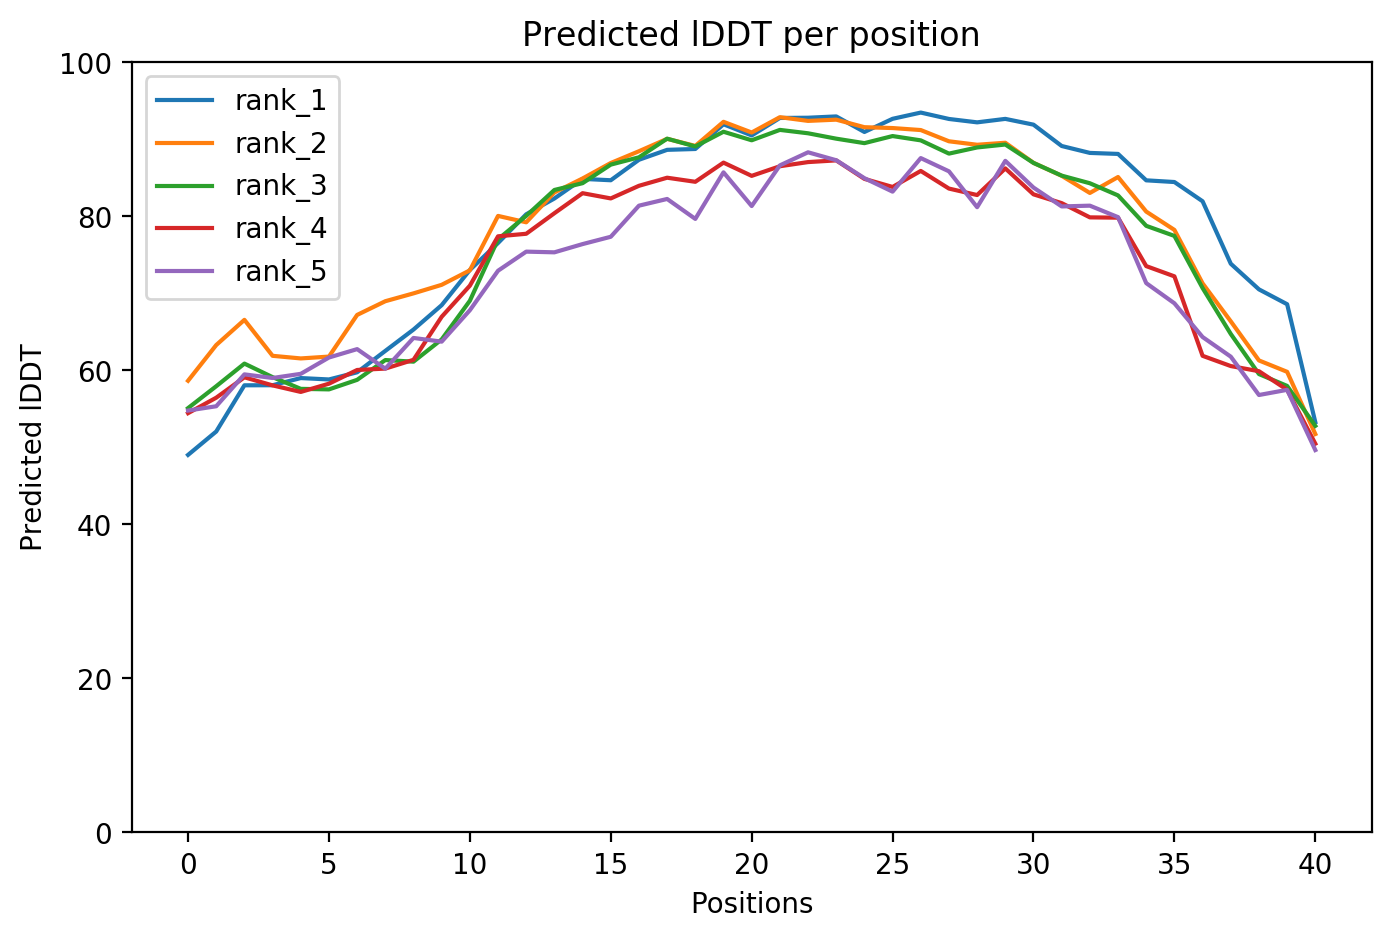 Predicted lDDT per position
100
80
60
40
20
0
Predicted lDDT
rank_1
rank_2
rank_3
rank_4
rank_5
0 5 10 15 20 25 30 35 40
Positions